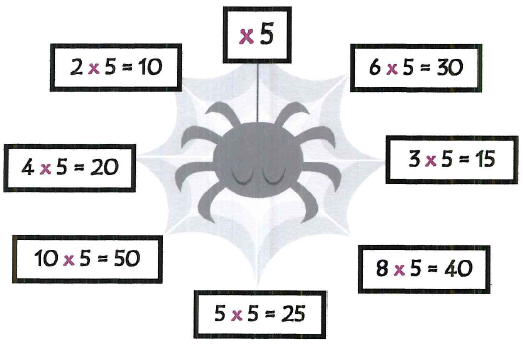 x 5
2 x 5 = 10
6 x 5 = 30
4 x 5 = 20
3 x 5 = 15
10 x 5 = 50
8 x 5 = 40
5 x 5 = 25